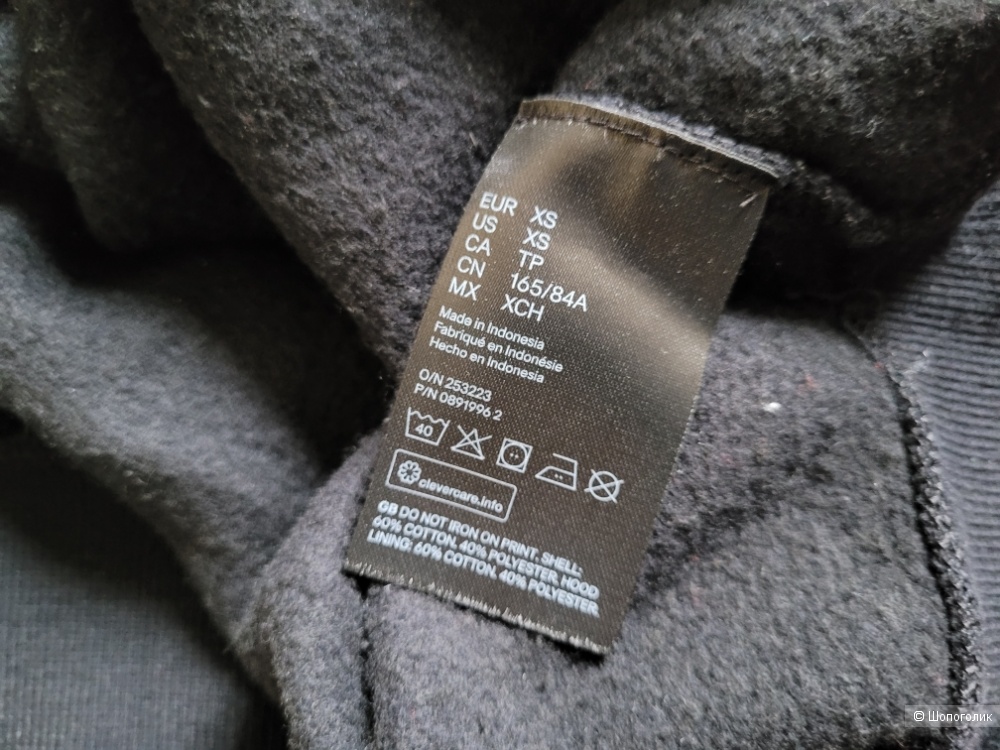 EUR XS
US XS
CA TP
CN 165/84A
MX XCH
Made in Indonesia
Fabriqué en Indonésie
Hecho en Indonesia
O/N 253223
P/N 0891996 2
40
clevercare.info
GB DO NOT IRON ON PRINT. SHELL:
60% COTTON, 40% POLYESTER. HOOD
LINING: 60% COTTON, 40% POLYESTER.
© Шопоголик